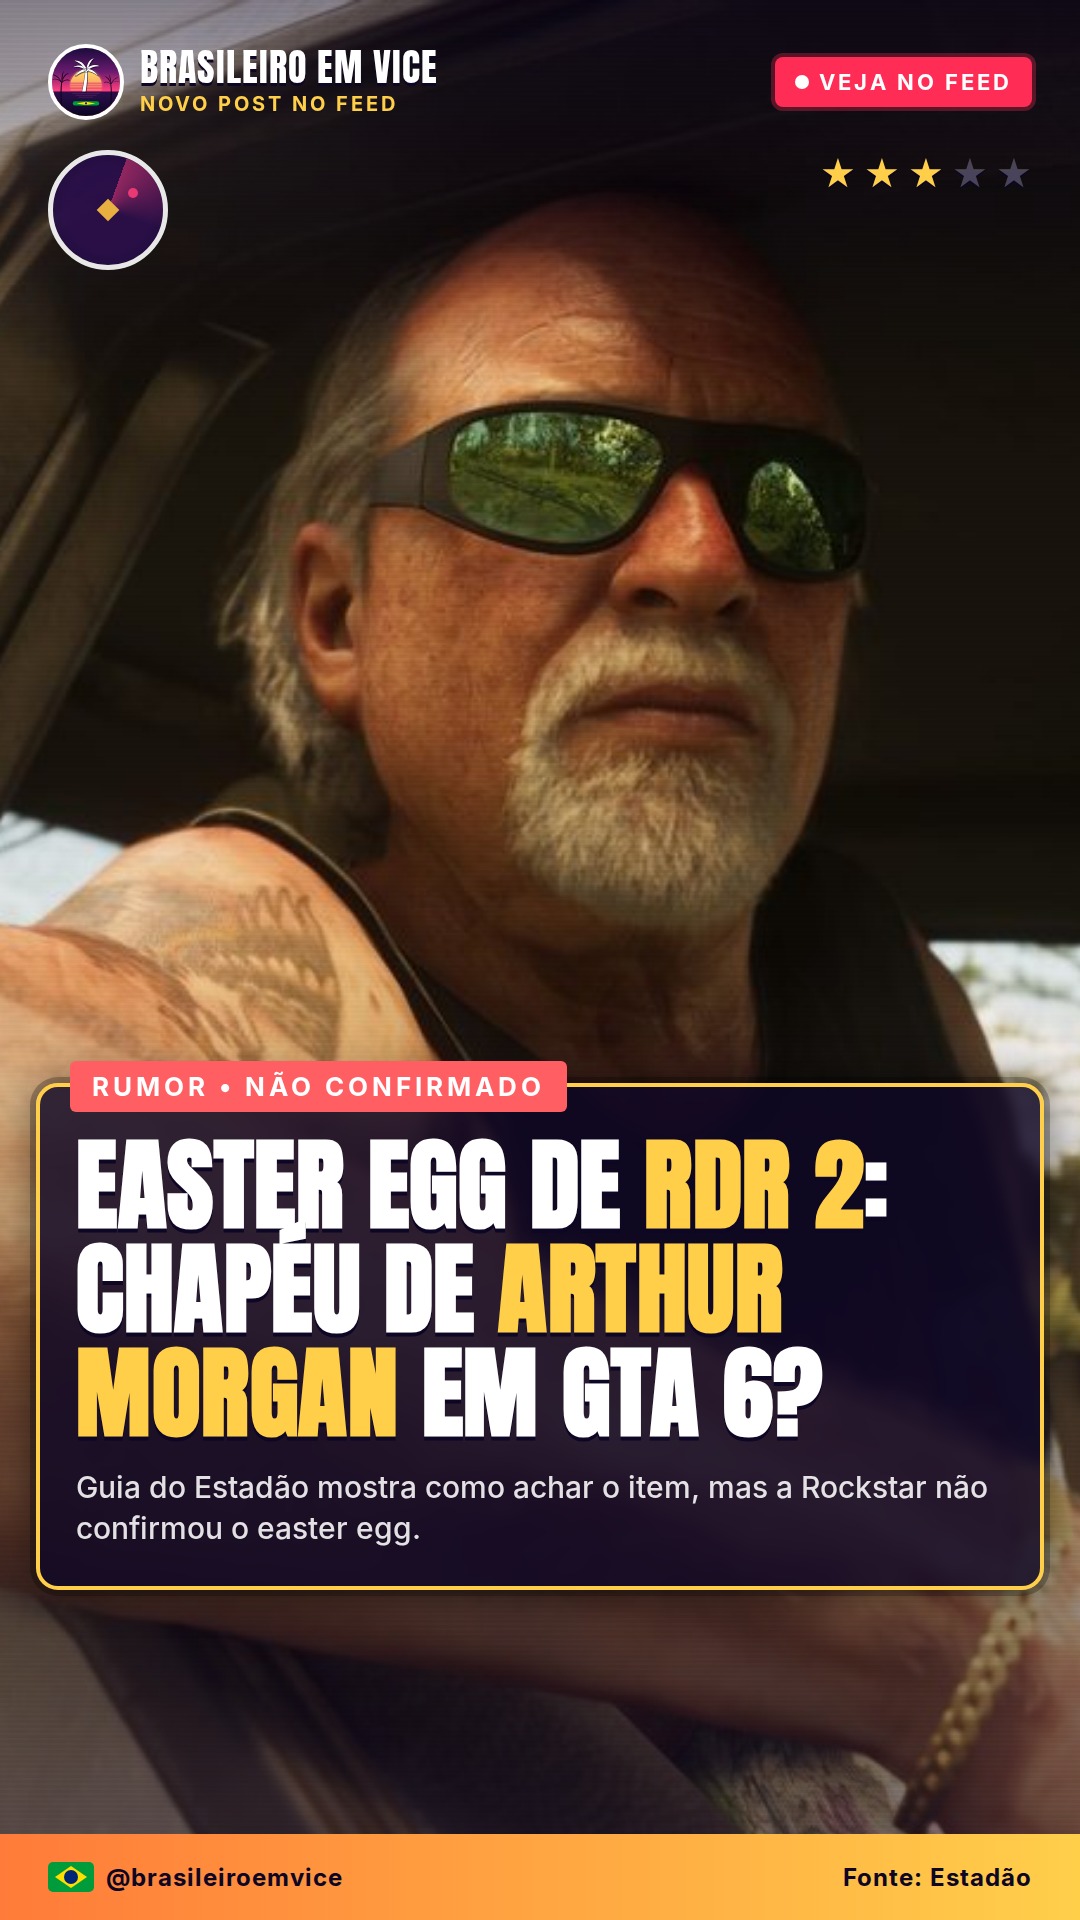 BRASILEIRO EM VICE
NOVO POST NO FEED
VEJA NO FEED
RUMOR • NÃO CONFIRMADO
EASTER EGG DE RDR 2:
CHAPÉU DE ARTHUR
MORGAN EM GTA 6?
Guia do Estadão mostra como achar o item, mas a Rockstar não
confirmou o easter egg.
@brasileiroemvice
Fonte: Estadão